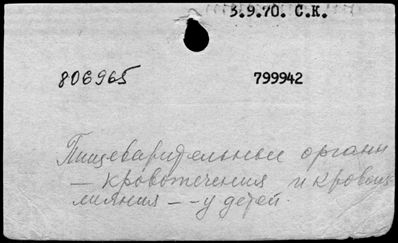 3.9.70. С.К.
806965 799942
Пищеварительные органы
— кровотечения и кровоиз
лияния -- у детей.